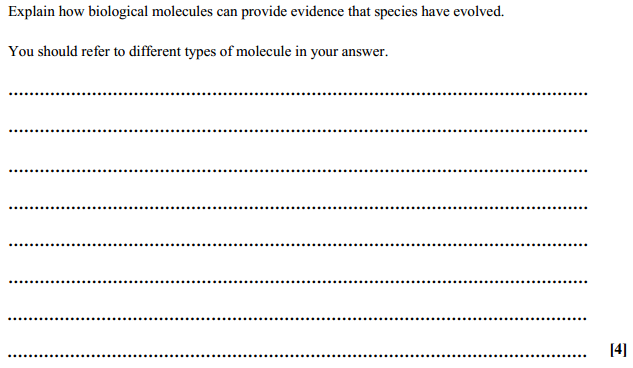 Explain how biological molecules can provide evidence that species have evolved.
You should refer to different types of molecule in your answer.
[4]